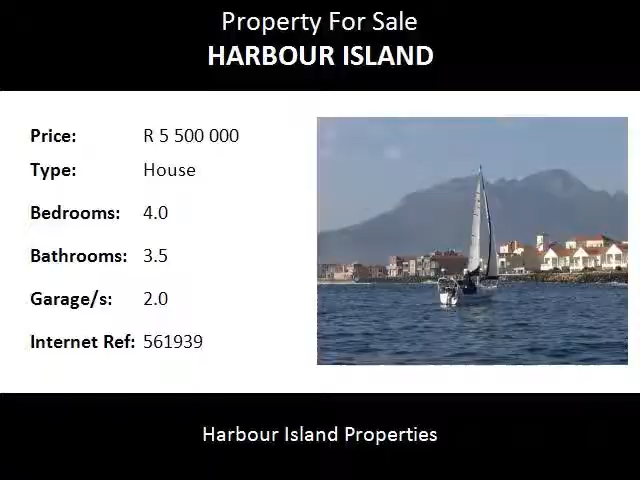 Property For Sale
HARBOUR ISLAND
Price: R 5 500 000
Type: House
Bedrooms: 4.0
Bathrooms: 3.5
Garage/s: 2.0
Internet Ref: 561939
Harbour Island Properties